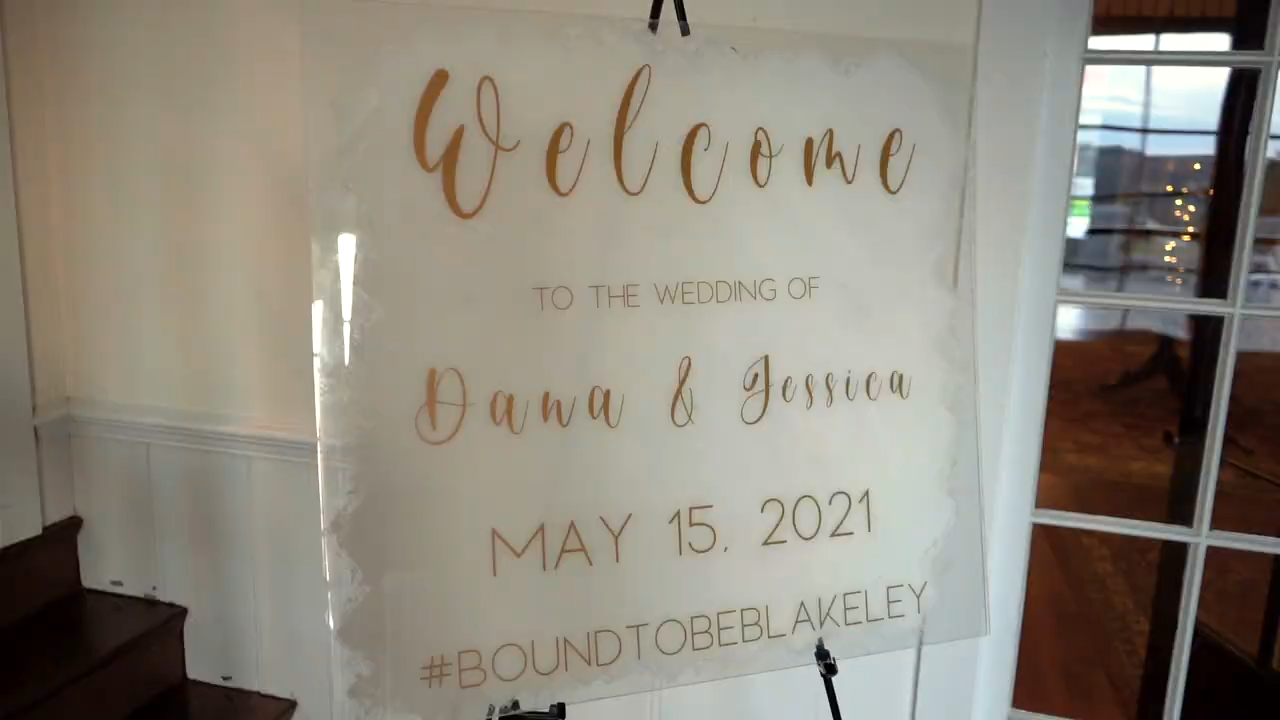 Welcome
TO THE WEDDING OF
Dana & Jessica
MAY 15, 2021
#BOUNDTOBEBLAKELEY